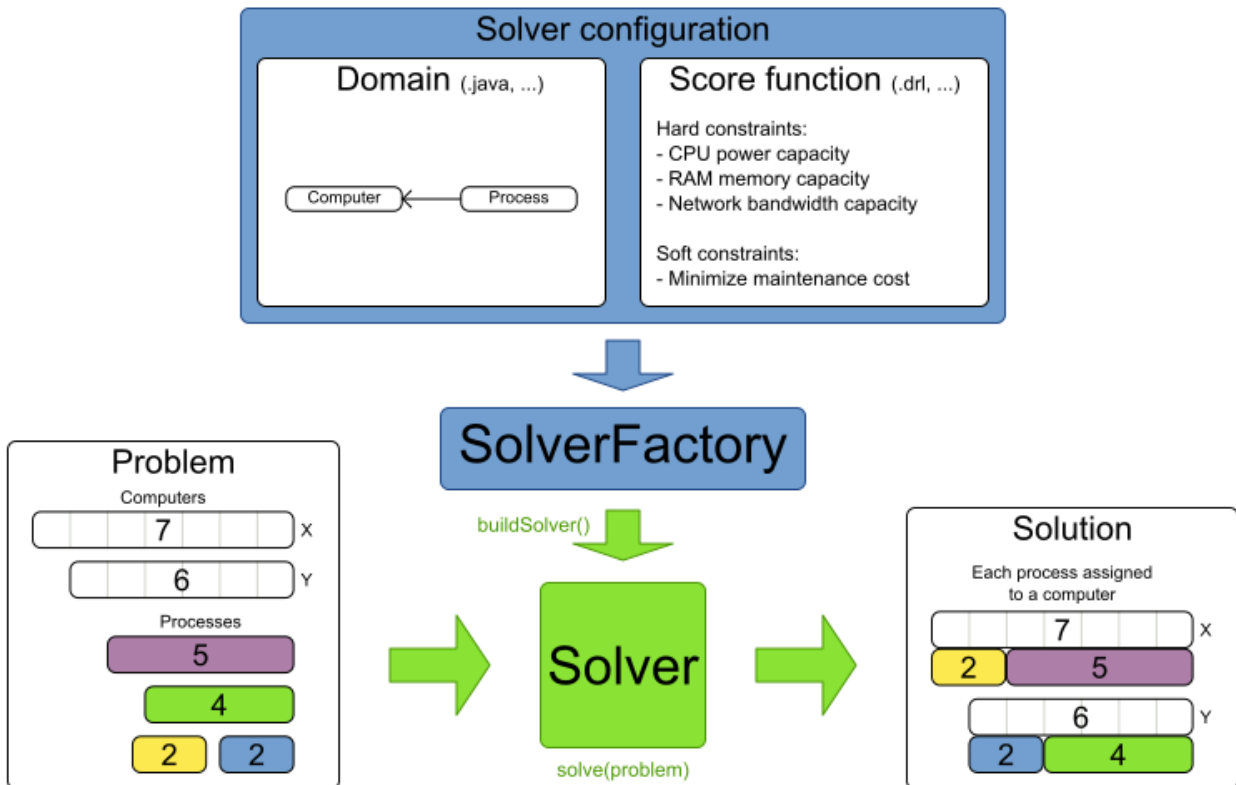 Solver configuration
Domain (.java, ...)
Computer
Process
Score function (.drl, ...)
Hard constraints:
- CPU power capacity
- RAM memory capacity
- Network bandwidth capacity
Soft constraints:
- Minimize maintenance cost
SolverFactory
buildSolver()
Problem
Computers
7 X
6 Y
Processes
5
4
2 2
Solver
solve(problem)
Solution
Each process assigned
to a computer
7 X
2 5
6 Y
2 4